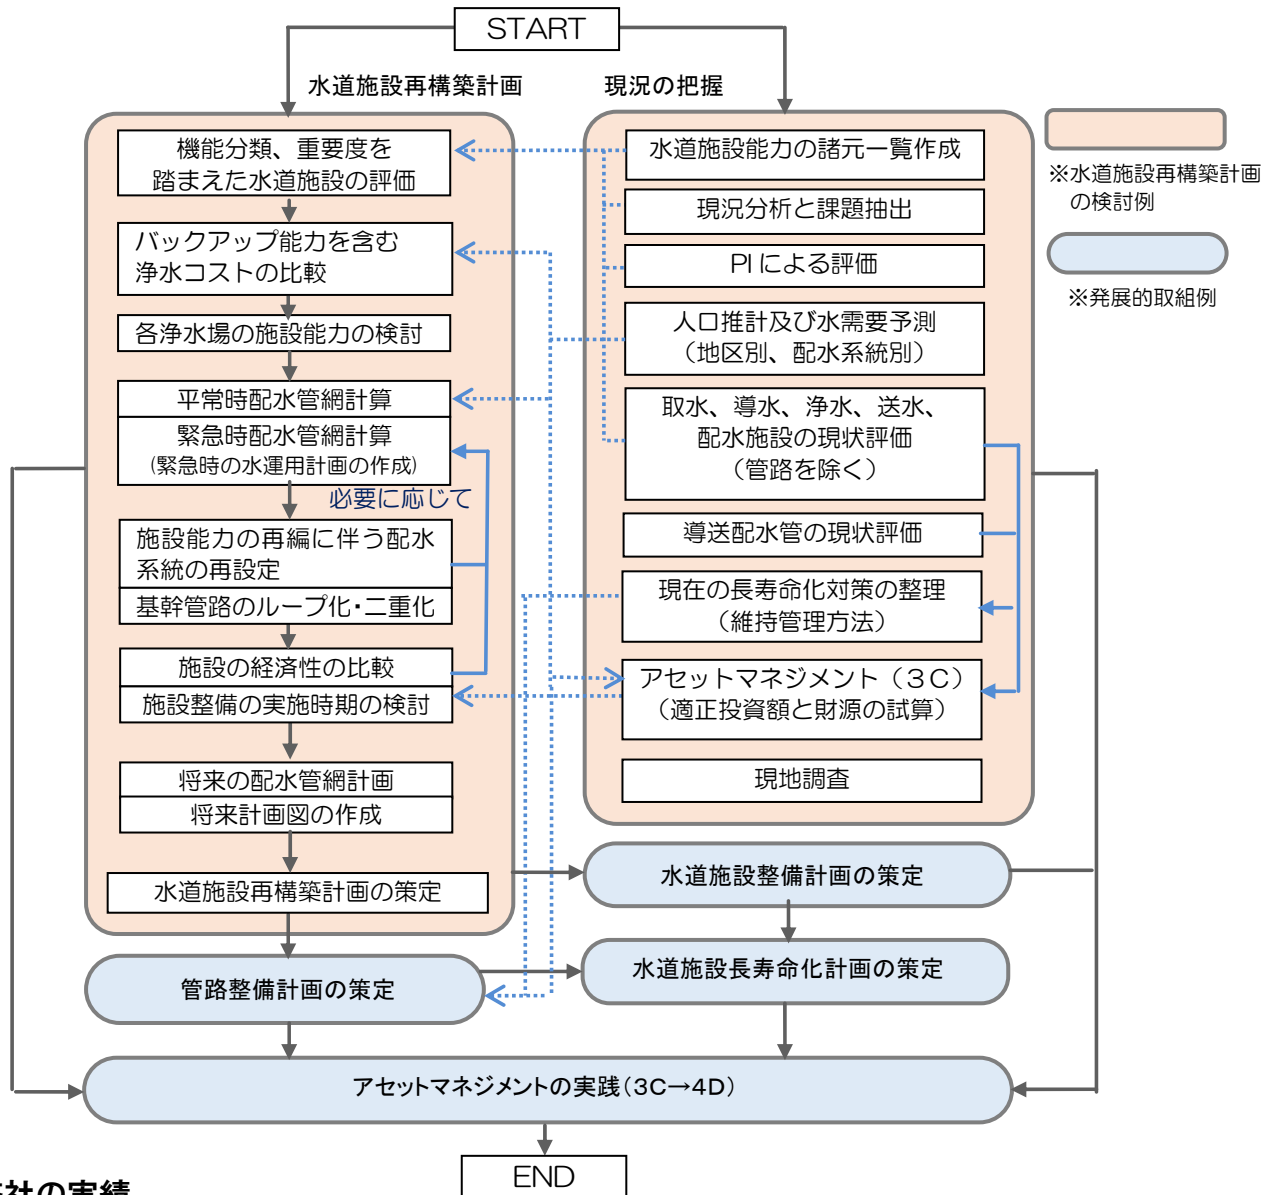 START
水道施設再構築計画
機能分類、重要度を
踏まえた水道施設の評価
バックアップ能力を含む
浄水コストの比較
各浄水場の施設能力の検討
平常時配水管網計算
緊急時配水管網計算
(緊急時の水運用計画の作成)
必要に応じて
施設能力の再編に伴う配水
系統の再設定
基幹管路のループ化・二重化
施設の経済性の比較
施設整備の実施時期の検討
将来の配水管網計画
将来計画図の作成
水道施設再構築計画の策定
現況の把握
水道施設能力の諸元一覧作成
現況分析と課題抽出
PIによる評価
人口推計及び水需要予測
（地区別、配水系統別）
取水、導水、浄水、送水、
配水施設の現状評価
（管路を除く）
導送配水管の現状評価
現在の長寿命化対策の整理
（維持管理方法）
アセットマネジメント（３C）
（適正投資額と財源の試算）
現地調査
※水道施設再構築計画
の検討例
※発展的取組例
水道施設整備計画の策定
管路整備計画の策定
水道施設長寿命化計画の策定
アセットマネジメントの実践（3C→4D）
END
社の実績